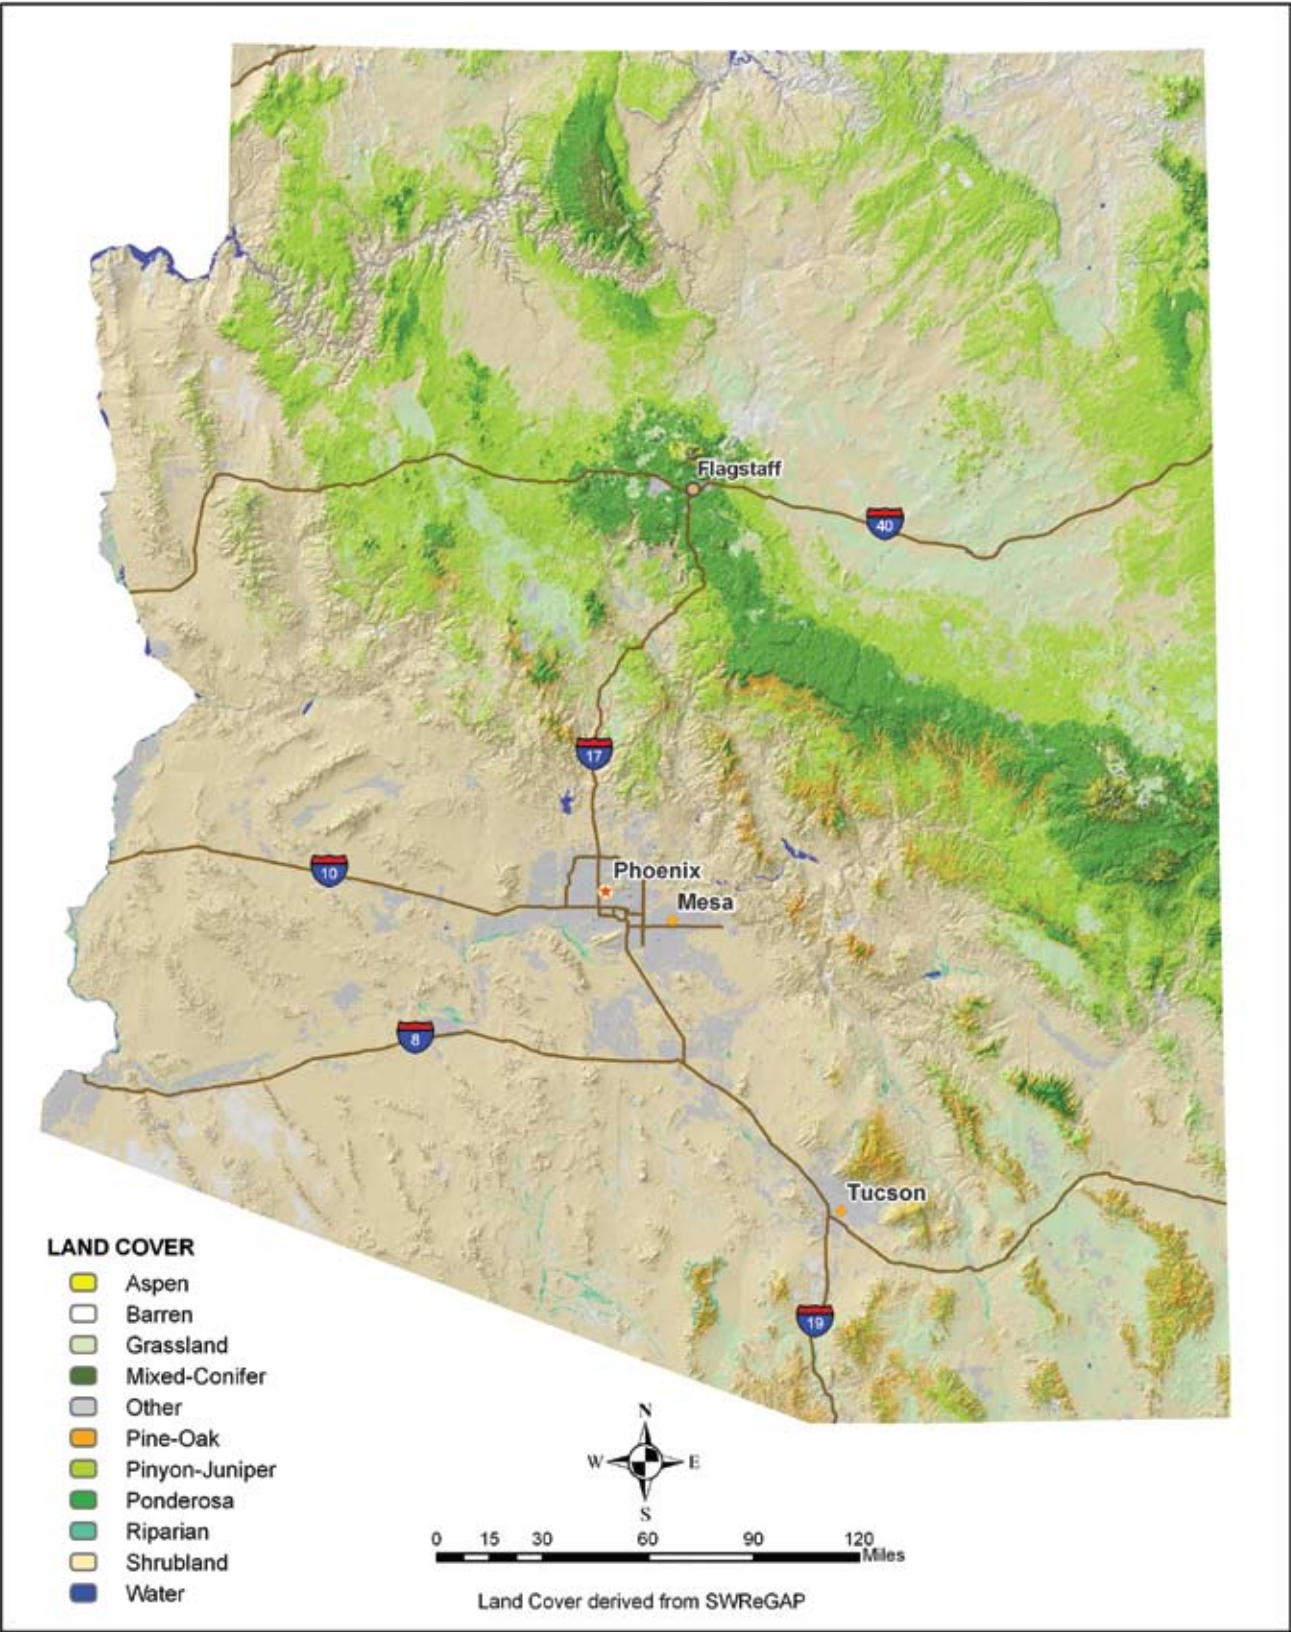 Flagstaff
40
17
10
Phoenix
Mesa
8
Tucson
19
LAND COVER
Aspen
Barren
Grassland
Mixed-Conifer
Other
Pine-Oak
Pinyon-Juniper
Ponderosa
Riparian
Shrubland
Water
N
W E
S
0 15 30 60 90 120
Miles
Land Cover derived from SWReGAP